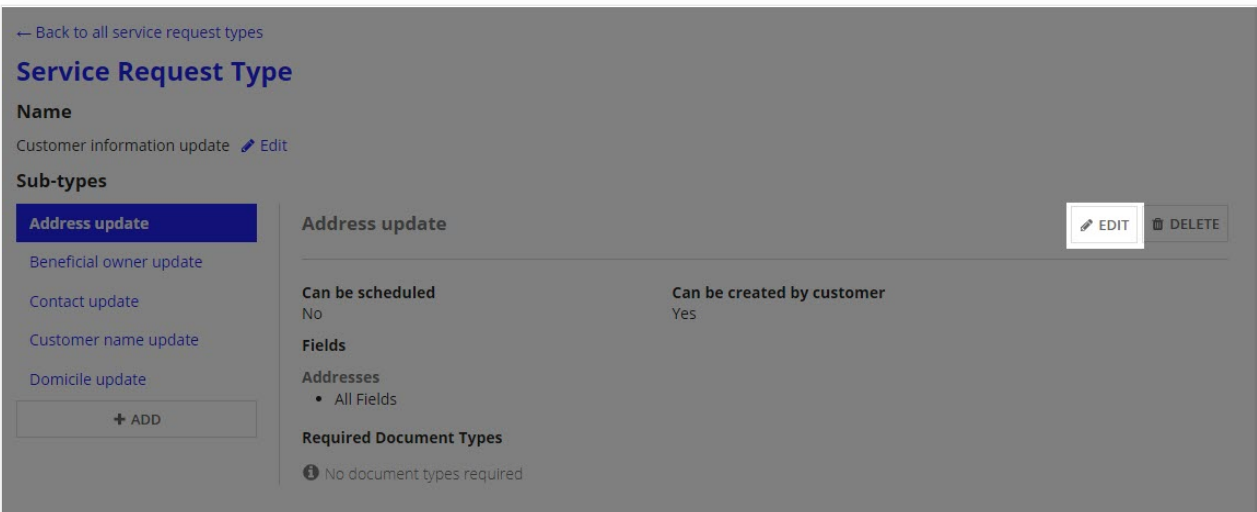 ← Back to all service request types
Service Request Type
Name
Customer information update Edit
Sub-types
Address update
Beneficial owner update
Contact update
Customer name update
Domicile update
+ ADD
Address update
EDIT
DELETE
Can be scheduled
No
Can be created by customer
Yes
Fields
Addresses
• All Fields
Required Document Types
No document types required